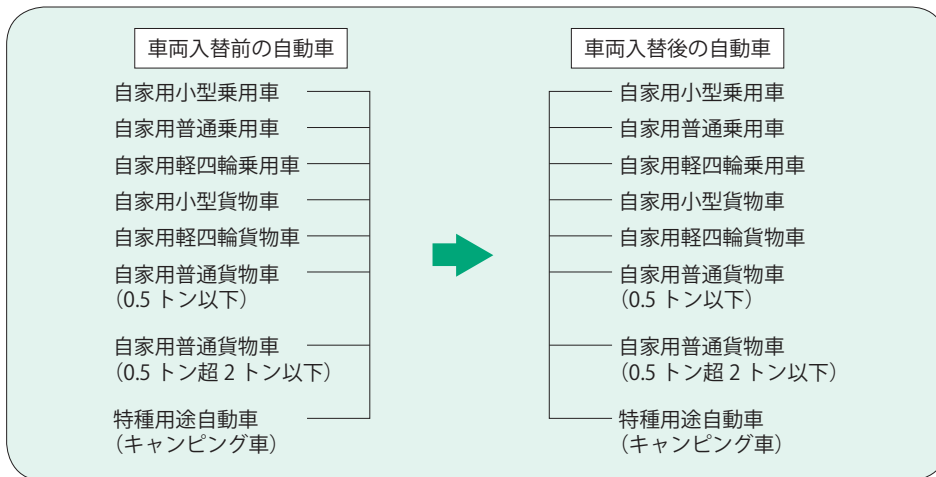 車両入替前の自動車
自家用小型乗用車
自家用普通乗用車
自家用軽四輪乗用車
自家用小型貨物車
自家用軽四輪貨物車
自家用普通貨物車
（0.5 トン以下）
自家用普通貨物車
（0.5 トン超 2 トン以下）
特種用途自動車
（キャンピング車）
車両入替後の自動車
自家用小型乗用車
自家用普通乗用車
自家用軽四輪乗用車
自家用小型貨物車
自家用軽四輪貨物車
自家用普通貨物車
（0.5 トン以下）
自家用普通貨物車
（0.5 トン超 2 トン以下）
特種用途自動車
（キャンピング車）